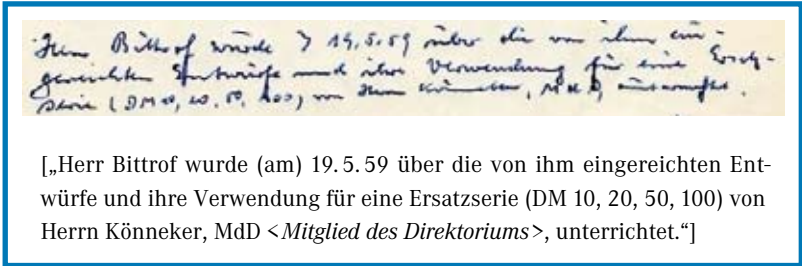 Herr Bittrof wurde 19.5.59 über die von ihm ein-
gereichten Entwürfe und ihre Verwendung für eine Ersatz-
serie (DM 10, 20, 50, 100) von Herrn Könneker, MdD, unterrichtet.
[„Herr Bittrof wurde (am) 19. 5. 59 über die von ihm eingereichten Ent-
würfe und ihre Verwendung für eine Ersatzserie (DM 10, 20, 50, 100) von
Herrn Könneker, MdD <Mitglied des Direktoriums>, unterrichtet.“]